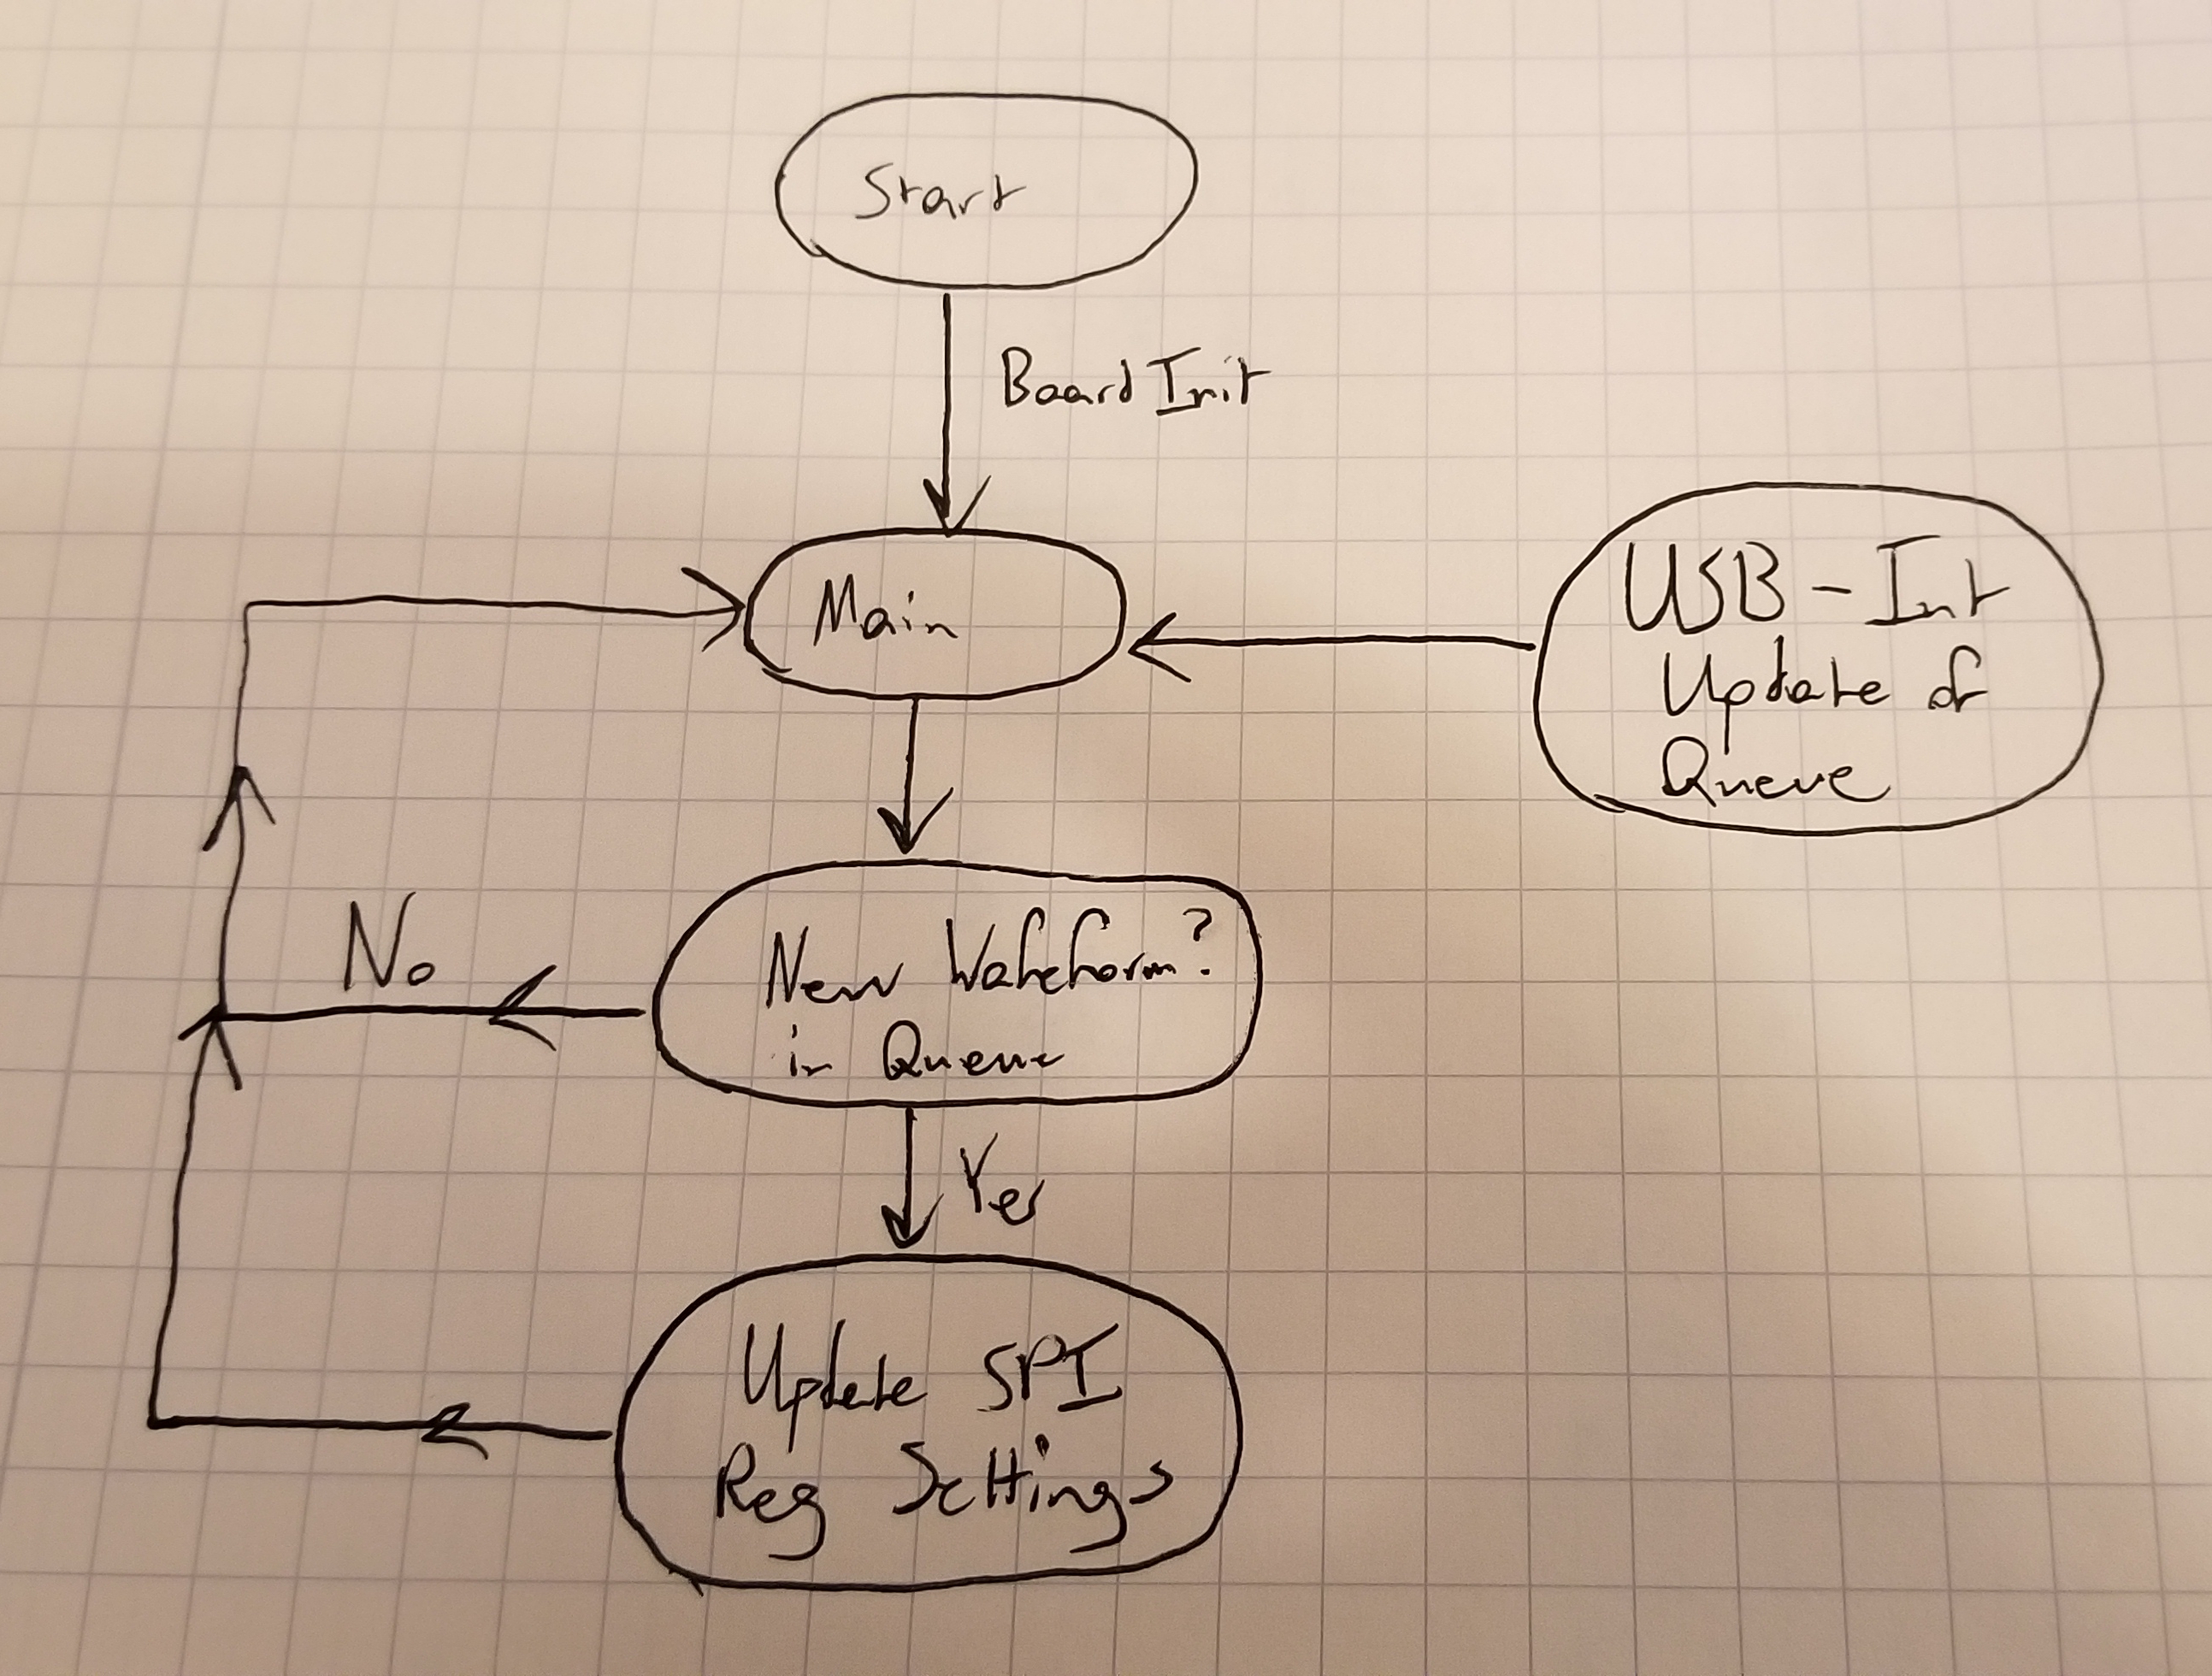 Start
Board Init
Main
USB - Int
Update of
Queue
New Waveform?
in Queue
No
Yes
Update SPI
Reg Settings